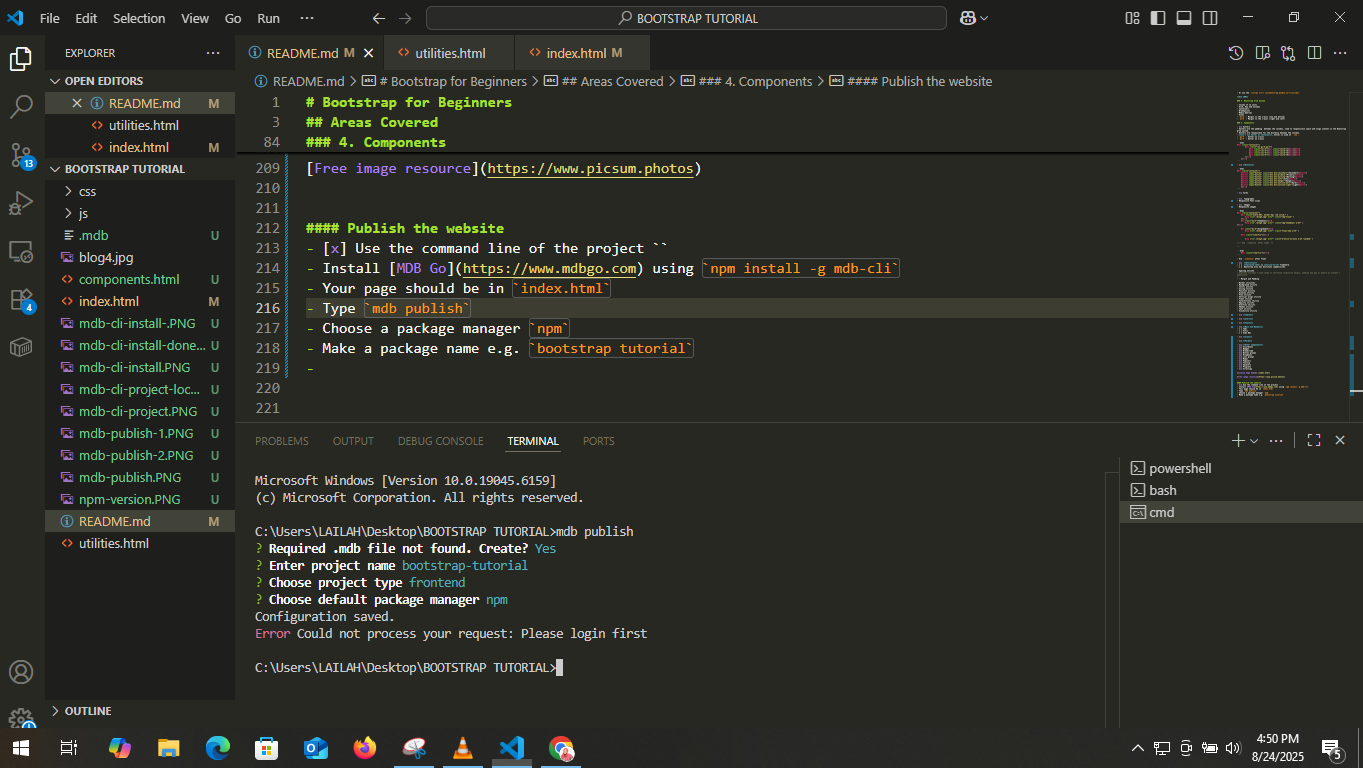 File Edit Selection View Go Run ···
BOOTSTRAP TUTORIAL
EXPLORER ···
OPEN EDITORS
README.md M
utilities.html
index.html M
BOOTSTRAP TUTORIAL
css
js
.mdb U
blog4.jpg
components.html U
index.html M
mdb-cli-install-.PNG U
mdb-cli-install-done... U
mdb-cli-install.PNG U
mdb-cli-project-loc... U
mdb-cli-project.PNG U
mdb-publish-1.PNG U
mdb-publish-2.PNG U
mdb-publish.PNG U
npm-version.PNG U
README.md M
utilities.html
OUTLINE
13
4
README.md M
utilities.html
index.html M
README.md > # Bootstrap for Beginners > ## Areas Covered > ### 4. Components > #### Publish the website
1 # Bootstrap for Beginners
3 ## Areas Covered
84 ### 4. Components
209 [Free image resource](https://www.picsum.photos)
210
211
212 #### Publish the website
213 - [x] Use the command line of the project ``
214 - Install [MDB Go](https://www.mdbgo.com) using `npm install -g mdb-cli`
215 - Your page should be in `index.html`
216 - Type `mdb publish`
217 - Choose a package manager `npm`
218 - Make a package name e.g. `bootstrap tutorial`
219 -
220
221
PROBLEMS OUTPUT DEBUG CONSOLE TERMINAL PORTS
Microsoft Windows [Version 10.0.19045.6159]
(c) Microsoft Corporation. All rights reserved.
C:\Users\LAILAH\Desktop\BOOTSTRAP TUTORIAL>mdb publish
? Required .mdb file not found. Create? Yes
? Enter project name bootstrap-tutorial
? Choose project type frontend
? Choose default package manager npm
Configuration saved.
Error Could not process your request: Please login first
C:\Users\LAILAH\Desktop\BOOTSTRAP TUTORIAL>
powershell
bash
cmd
4:50 PM
8/24/2025
5